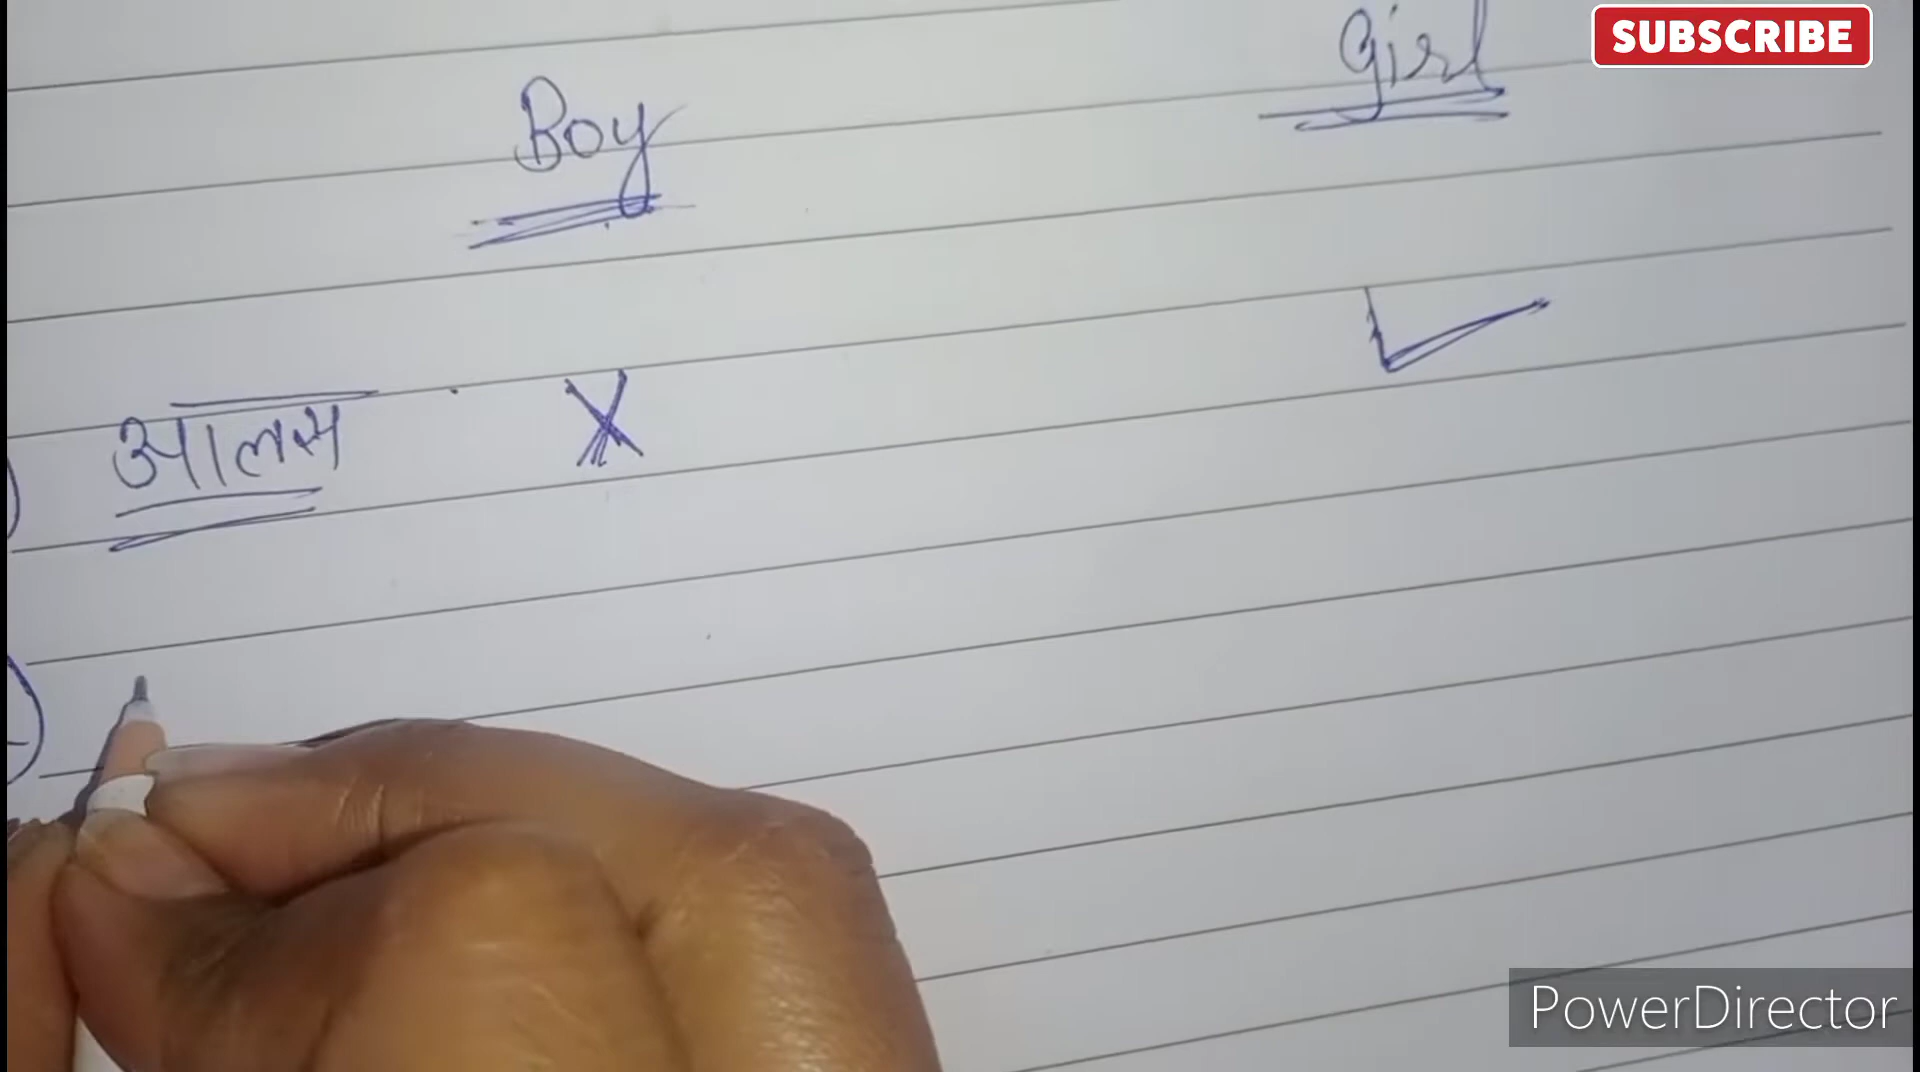 Girl
SUBSCRIBE
Boy
आलस X ✓
PowerDirector